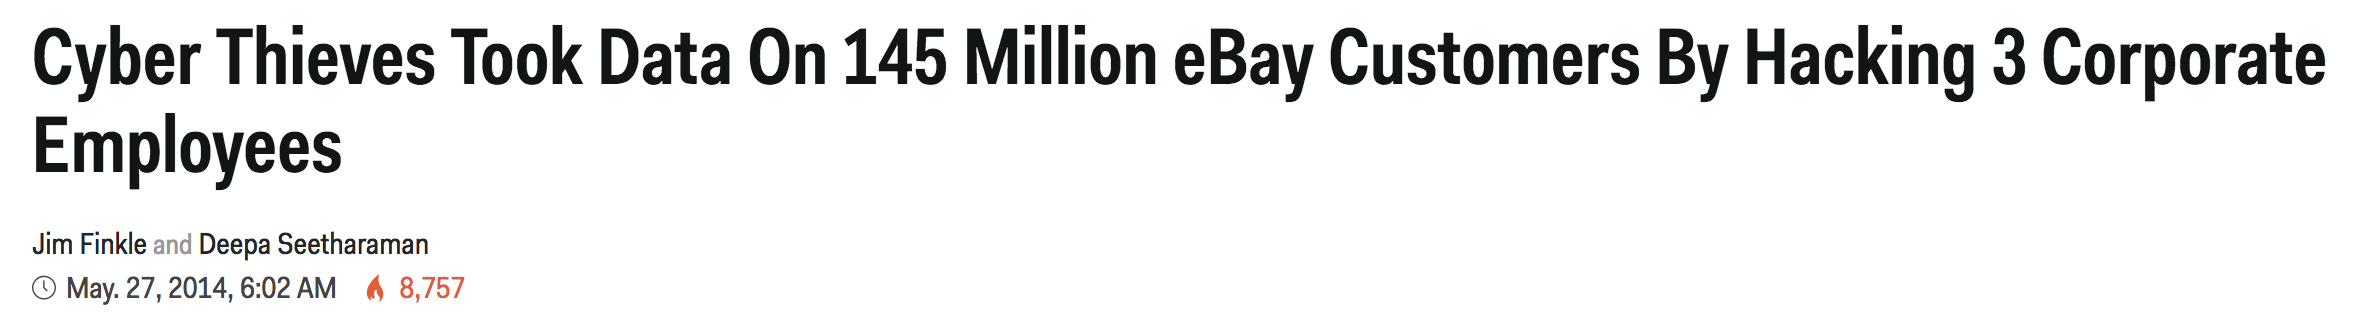 Cyber Thieves Took Data On 145 Million eBay Customers By Hacking 3 Corporate
Employees
Jim Finkle and Deepa Seetharaman
May. 27, 2014, 6:02 AM 8,757